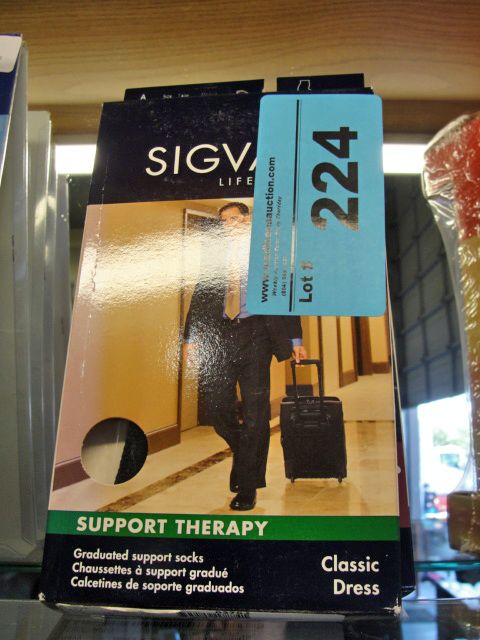 SIGVA
LIFE
Lot # 224
SUPPORT THERAPY
Graduated support socks
Chaussettes à support gradué
Calcetines de soporte graduados
Classic
Dress